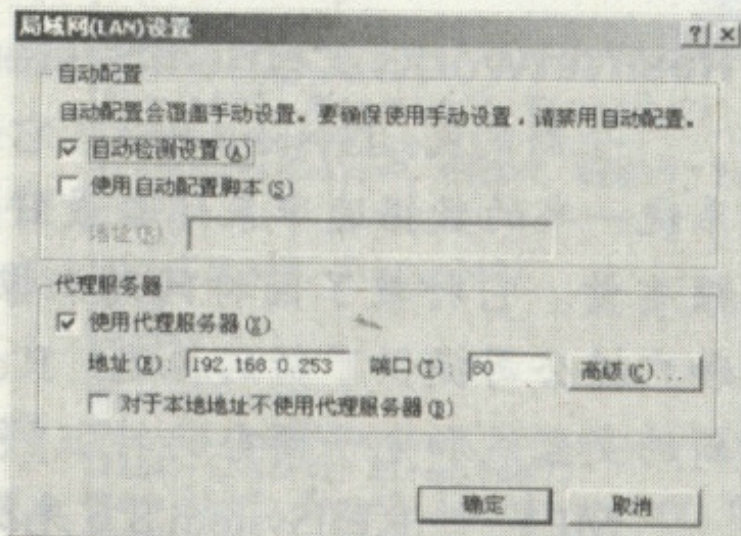 局域网(LAN)设置
? ×
自动配置
自动配置会覆盖手动设置。要确保使用手动设置，请禁用自动配置。
自动检测设置(A)
使用自动配置脚本(S)
地址(R)
代理服务器
使用代理服务器(X)
地址(E): 192.168.0.253 端口(T): 80 高级(C)...
对于本地地址不使用代理服务器(B)
确定 取消